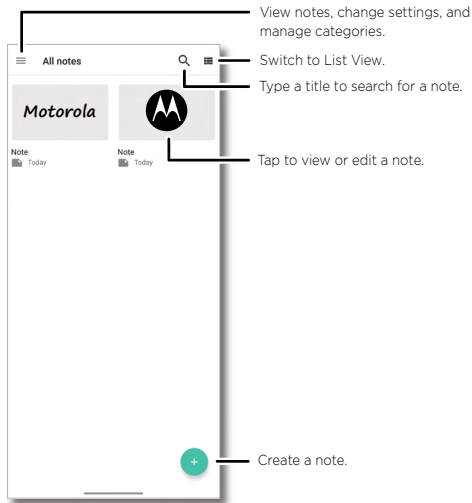 View notes, change settings, and
manage categories.
All notes
Switch to List View.
Type a title to search for a note.
Motorola
Note
Today
Note
Today
Tap to view or edit a note.
Create a note.